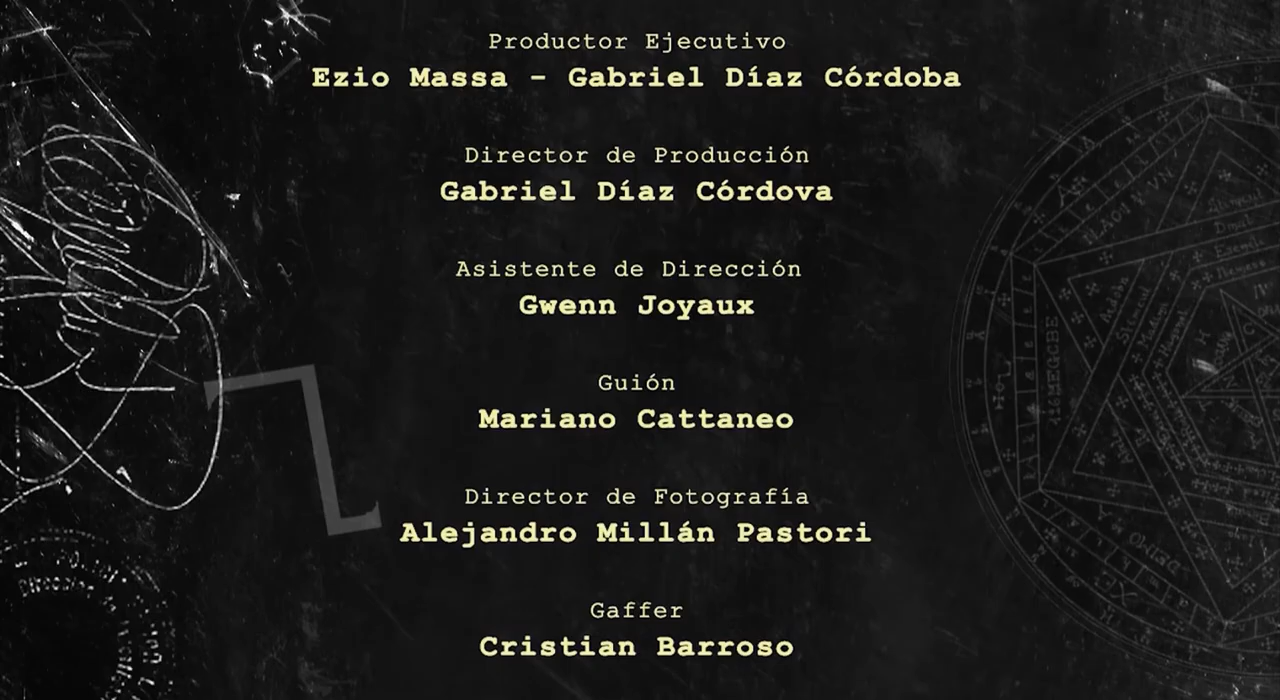 Productor Ejecutivo
Ezio Massa - Gabriel Díaz Córdoba
Director de Producción
Gabriel Díaz Córdova
Asistente de Dirección
Gwenn Joyaux
Guión
Mariano Cattaneo
Director de Fotografía
Alejandro Millán Pastori
Gaffer
Cristian Barroso